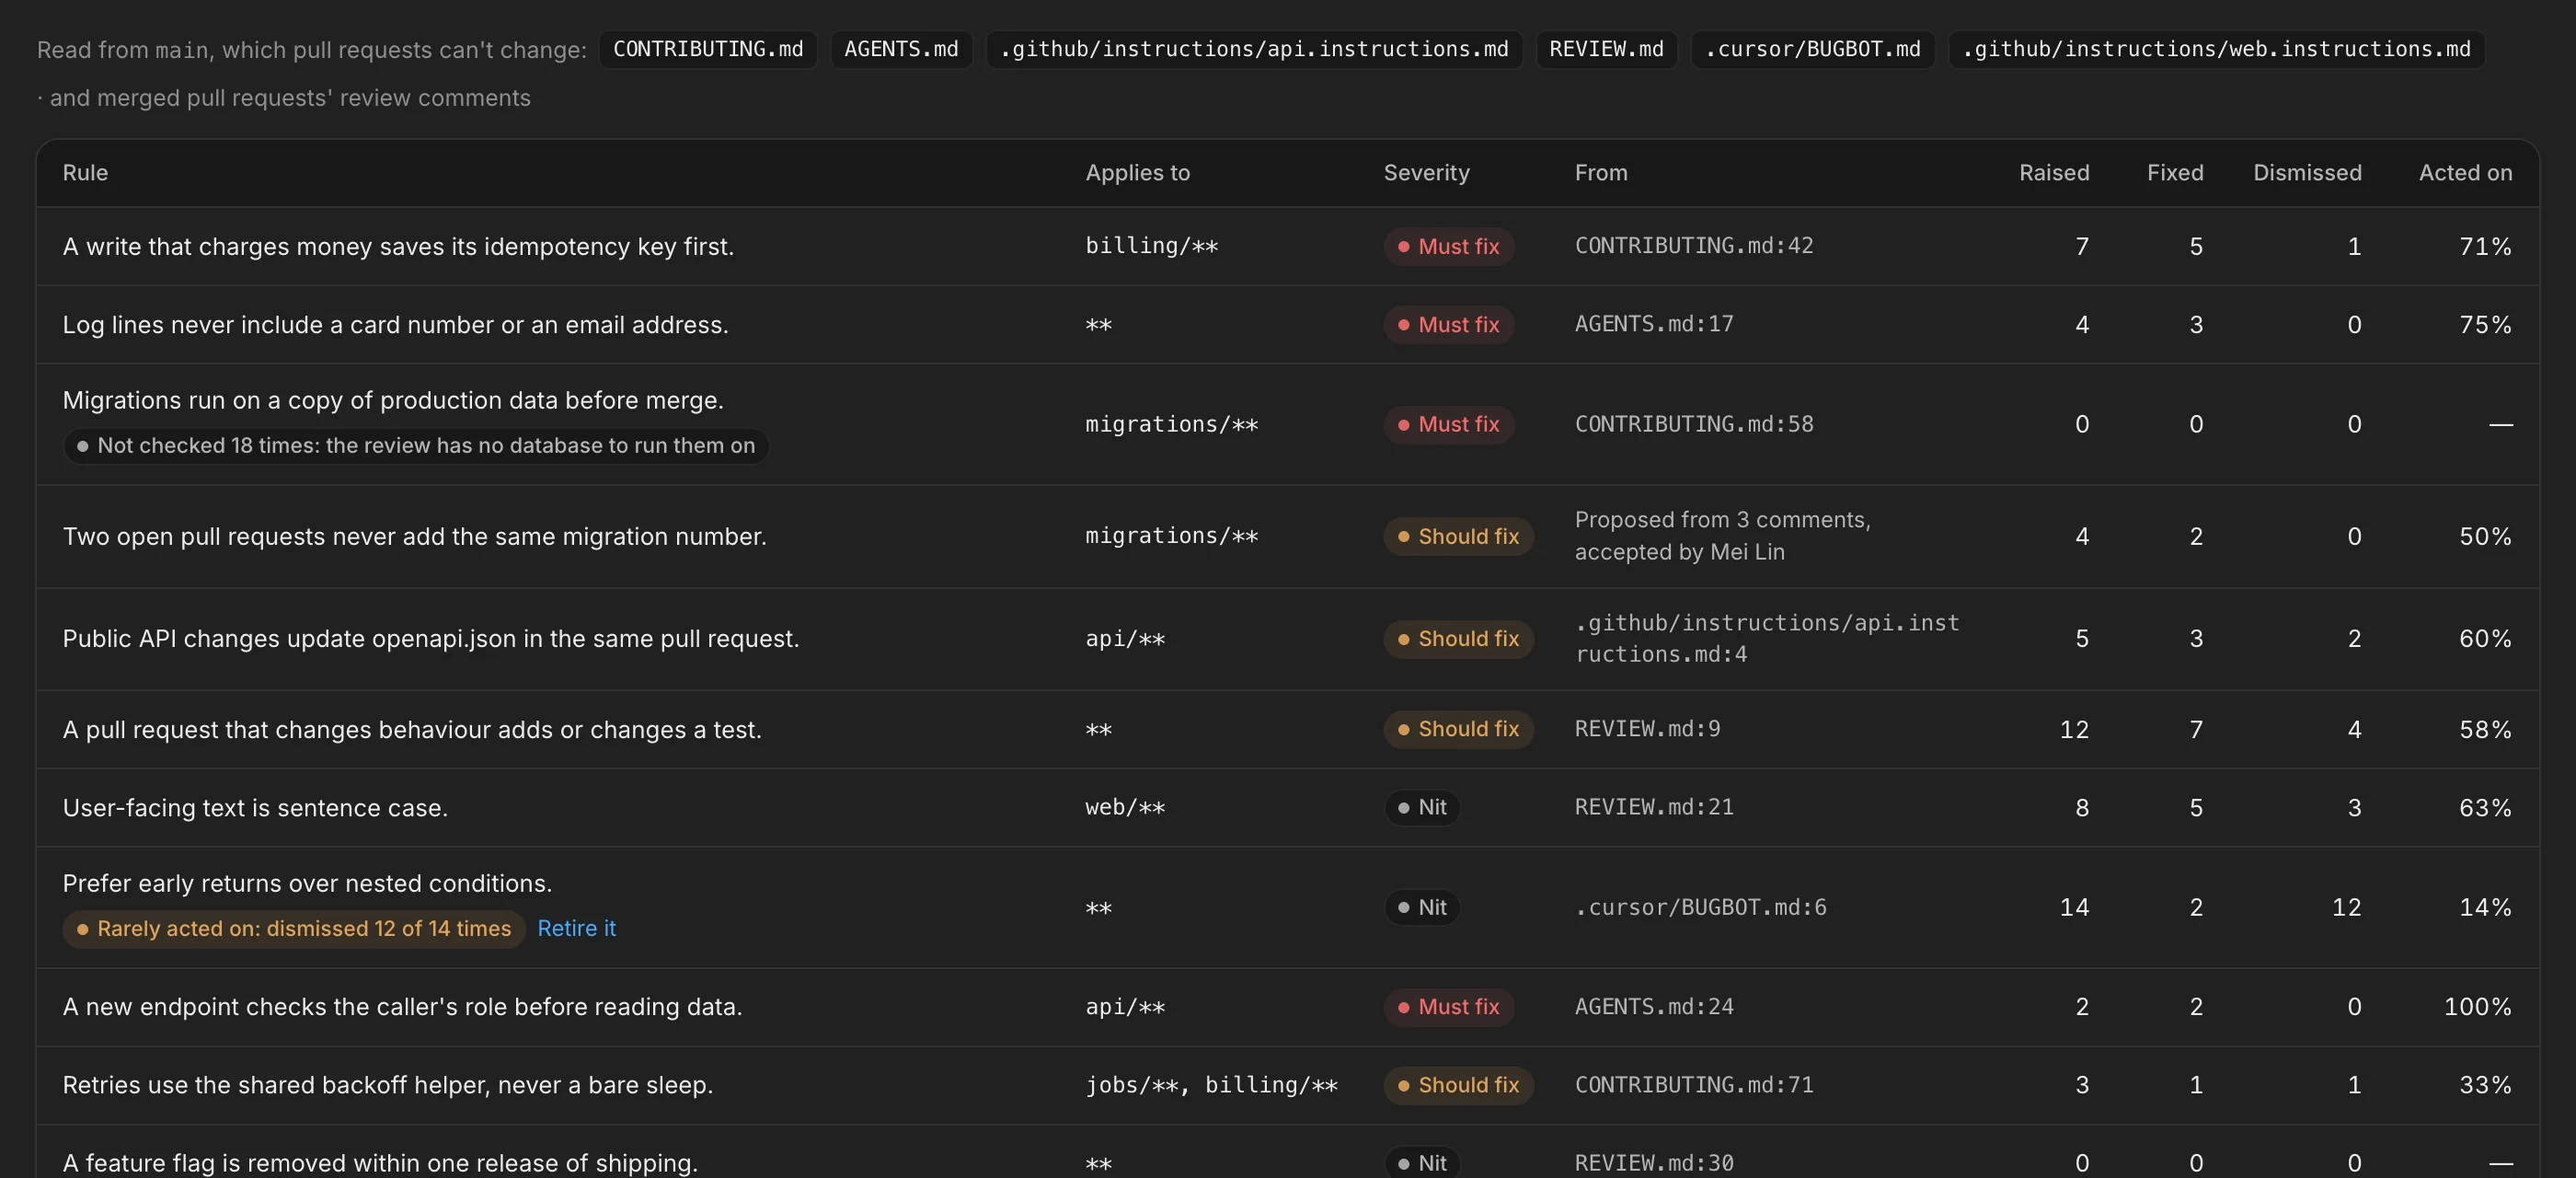 Read from main, which pull requests can't change: CONTRIBUTING.md AGENTS.md .github/instructions/api.instructions.md REVIEW.md .cursor/BUGBOT.md .github/instructions/web.instructions.md
· and merged pull requests' review comments
Rule Applies to Severity From Raised Fixed Dismissed Acted on
A write that charges money saves its idempotency key first. billing/** Must fix CONTRIBUTING.md:42 7 5 1 71%
Log lines never include a card number or an email address. ** Must fix AGENTS.md:17 4 3 0 75%
Migrations run on a copy of production data before merge.
Not checked 18 times: the review has no database to run them on
migrations/** Must fix CONTRIBUTING.md:58 0 0 0 —
Two open pull requests never add the same migration number. migrations/** Should fix
Proposed from 3 comments,
accepted by Mei Lin
4 2 0 50%
Public API changes update openapi.json in the same pull request. api/** Should fix
.github/instructions/api.inst
ructions.md:4
5 3 2 60%
A pull request that changes behaviour adds or changes a test. ** Should fix REVIEW.md:9 12 7 4 58%
User-facing text is sentence case. web/** Nit REVIEW.md:21 8 5 3 63%
Prefer early returns over nested conditions.
Rarely acted on: dismissed 12 of 14 times Retire it
** Nit .cursor/BUGBOT.md:6 14 2 12 14%
A new endpoint checks the caller's role before reading data. api/** Must fix AGENTS.md:24 2 2 0 100%
Retries use the shared backoff helper, never a bare sleep. jobs/**, billing/** Should fix CONTRIBUTING.md:71 3 1 1 33%
A feature flag is removed within one release of shipping. ** Nit REVIEW.md:30 0 0 0 —